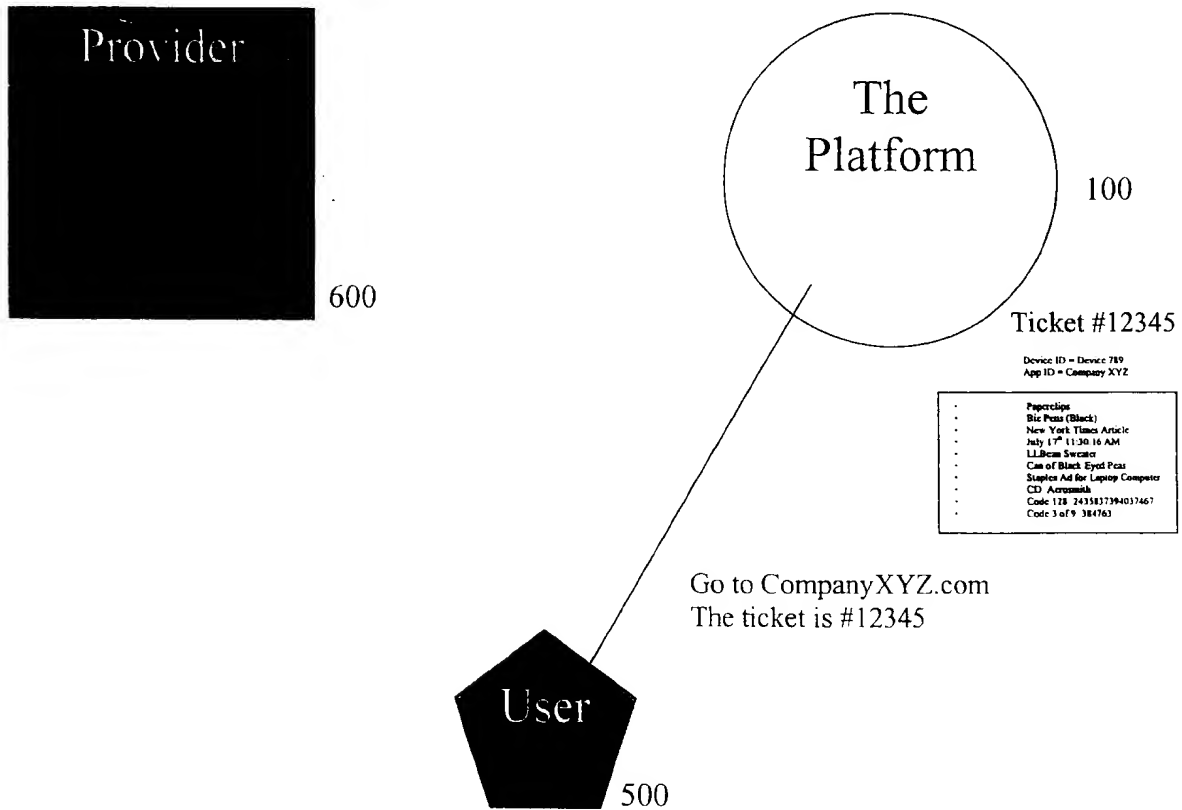 Provider
600
The
Platform
100
Ticket #12345
Device ID = Device 789
App ID = Company XYZ
Paperclips
Bic Pens (Black)
New York Times Article
July 17th 11:30:16 AM
LLBean Sweater
Can of Black Eyed Peas
Staples Ad for Laptop Computer
CD Aerosmith
Code 128 2435837394037467
Code 3 of 9 384763
Go to CompanyXYZ.com
The ticket is #12345
User
500